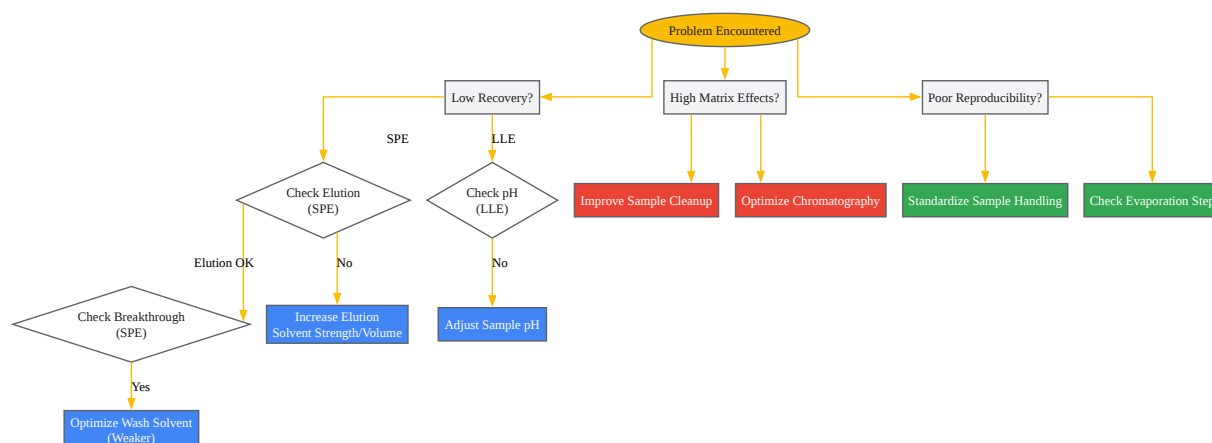 Problem Encountered
Low Recovery?
High Matrix Effects?
Poor Reproducibility?
SPE
LLE
Check Elution
(SPE)
Check pH
(LLE)
Improve Sample Cleanup
Optimize Chromatography
Standardize Sample Handling
Check Evaporation Step
Elution OK
No
No
Check Breakthrough
(SPE)
Increase Elution
Solvent Strength/Volume
Adjust Sample pH
Yes
Optimize Wash Solvent
(Weaker)